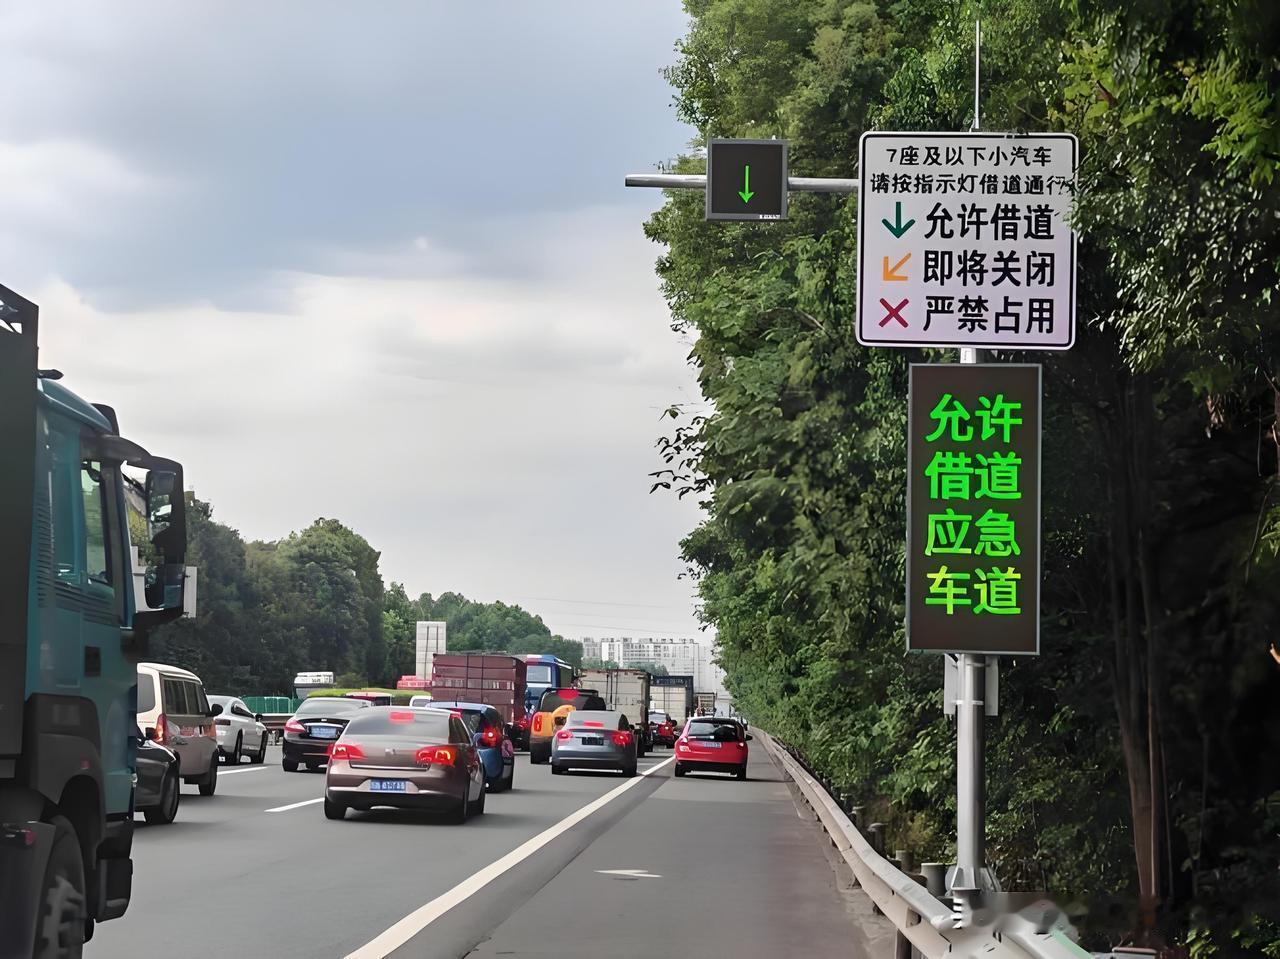 7座及以下小汽车
请按指示灯借道通行
允许借道
即将关闭
严禁占用
允许
借道
应急
车道